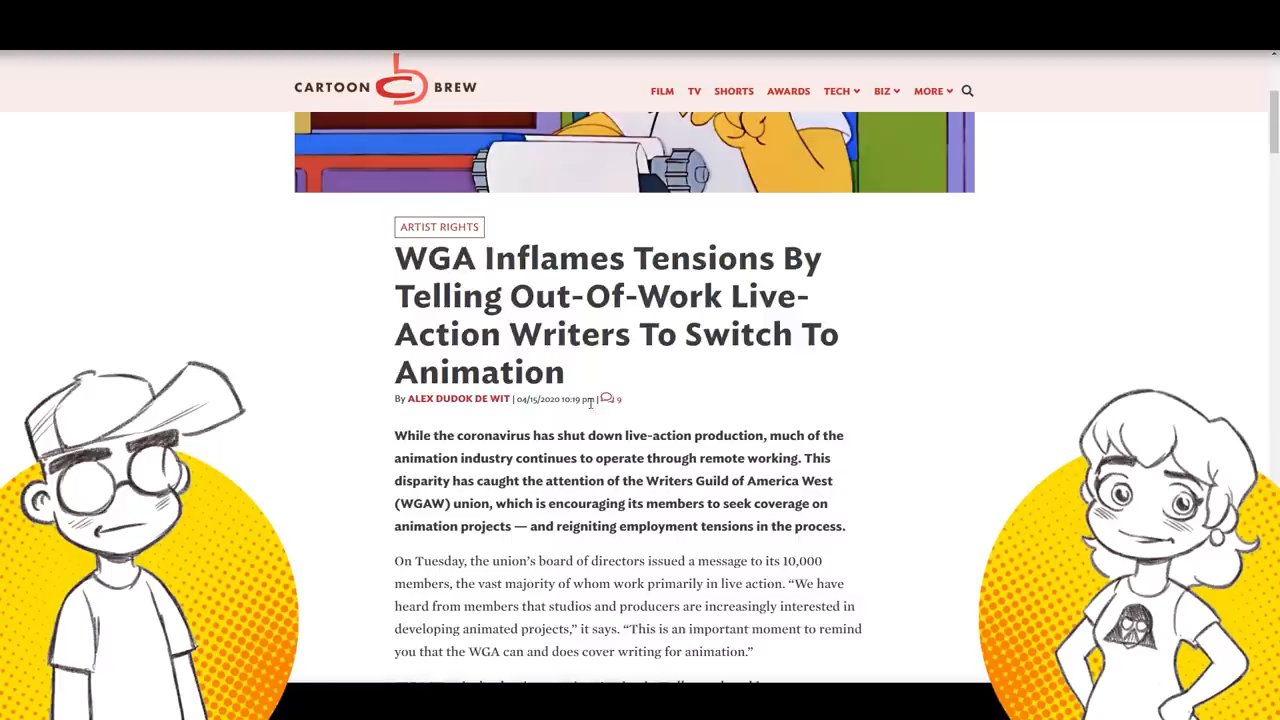 CARTOON BREW
FILM TV SHORTS AWARDS TECH BIZ MORE
ARTIST RIGHTS
WGA Inflames Tensions By
Telling Out-Of-Work Live-
Action Writers To Switch To
Animation
By ALEX DUDOK DE WIT | 04/15/2020 10:19 pm | 9
While the coronavirus has shut down live-action production, much of the
animation industry continues to operate through remote working. This
disparity has caught the attention of the Writers Guild of America West
(WGAW) union, which is encouraging its members to seek coverage on
animation projects — and reigniting employment tensions in the process.
On Tuesday, the union's board of directors issued a message to its 10,000
members, the vast majority of whom work primarily in live action. “We have
heard from members that studios and producers are increasingly interested in
developing animated projects,” it says. “This is an important moment to remind
you that the WGA can and does cover writing for animation.”